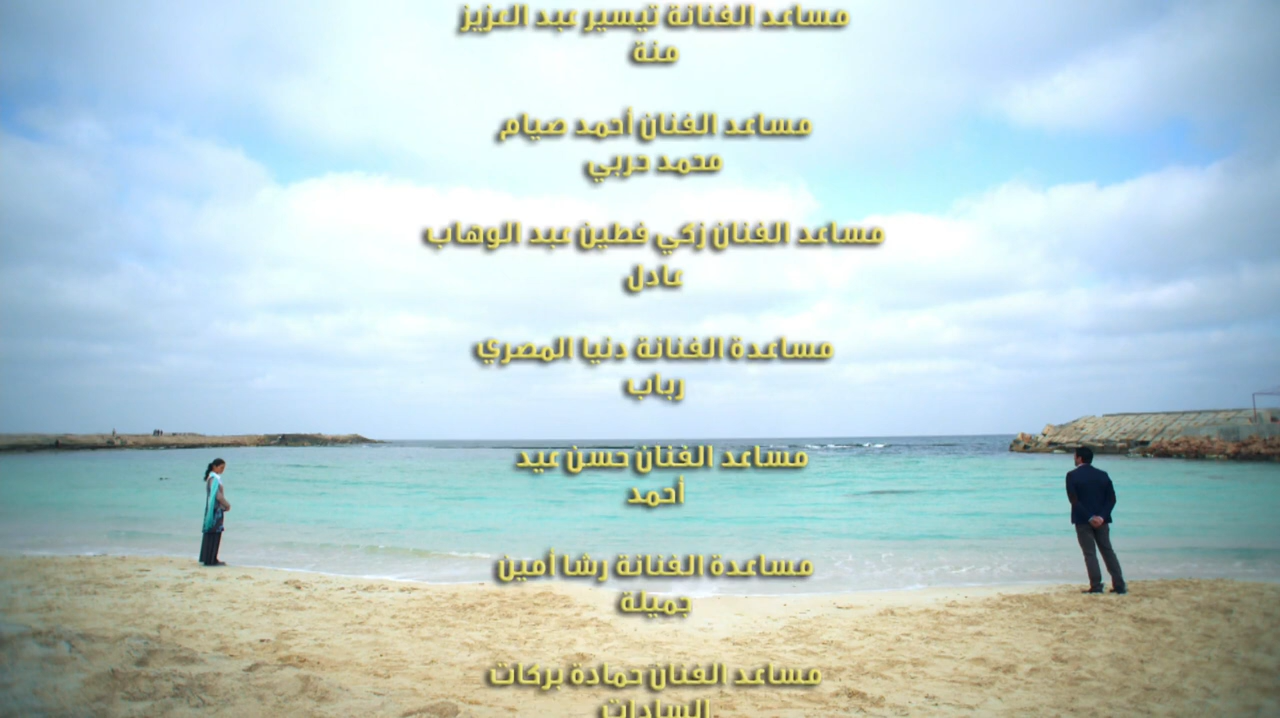 مساعد الفنانة تيسير عبد العزيز
منة
مساعد الفنان أحمد صيام
محمد حربي
مساعد الفنان زكي فطين عبد الوهاب
عادل
مساعدة الفنانة دنيا المصري
رباب
مساعد الفنان حسن عيد
أحمد
مساعدة الفنانة رشا أمين
جميلة
مساعد الفنان حمادة بركات
السادات